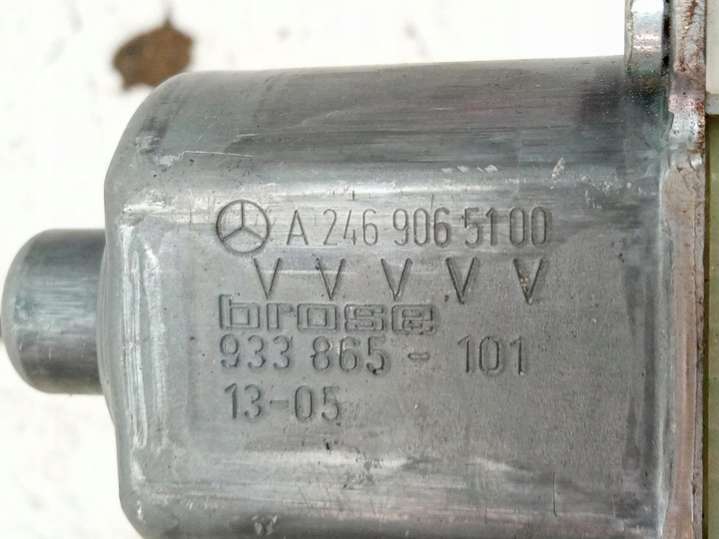 A 246 906 51 00
V V V V V
brose
933 865 - 101
13-05